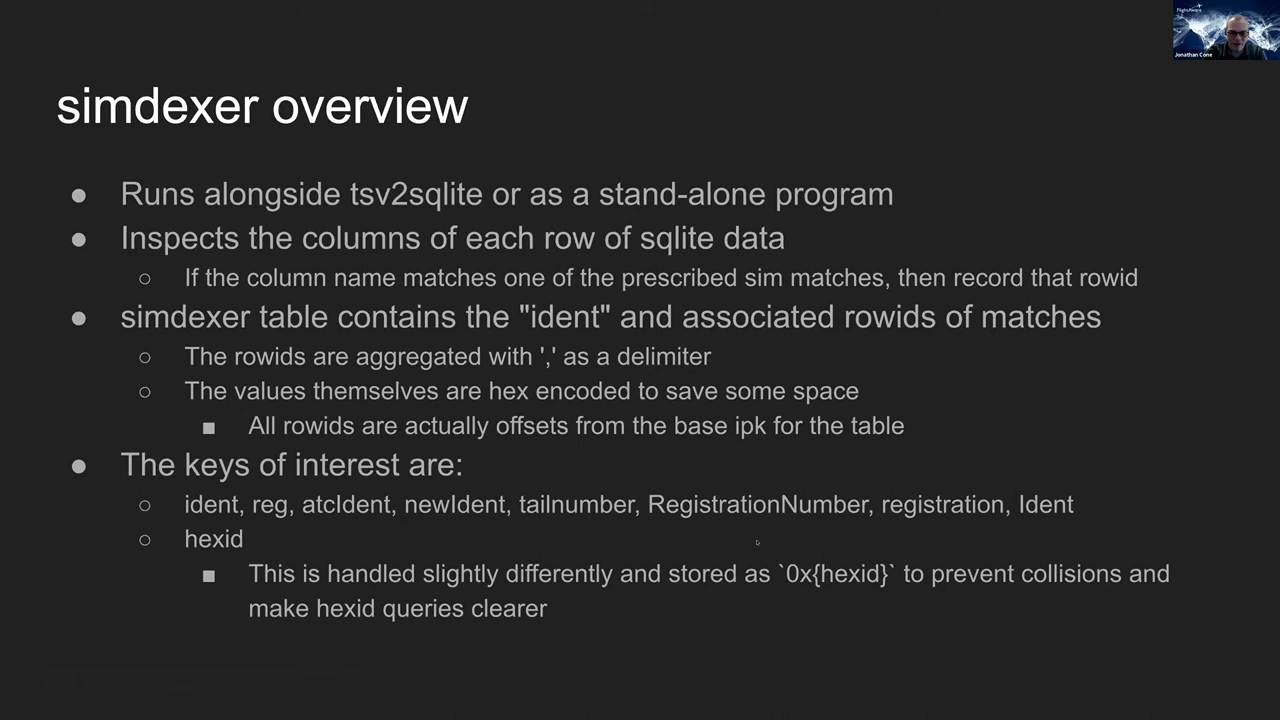 FlightAware
Jonathan Cone
simdexer overview
● Runs alongside tsv2sqlite or as a stand-alone program
● Inspects the columns of each row of sqlite data
○ If the column name matches one of the prescribed sim matches, then record that rowid
● simdexer table contains the "ident" and associated rowids of matches
○ The rowids are aggregated with ',' as a delimiter
○ The values themselves are hex encoded to save some space
■ All rowids are actually offsets from the base ipk for the table
● The keys of interest are:
○ ident, reg, atcIdent, newIdent, tailnumber, RegistrationNumber, registration, Ident
○ hexid
■ This is handled slightly differently and stored as `0x{hexid}` to prevent collisions and
make hexid queries clearer